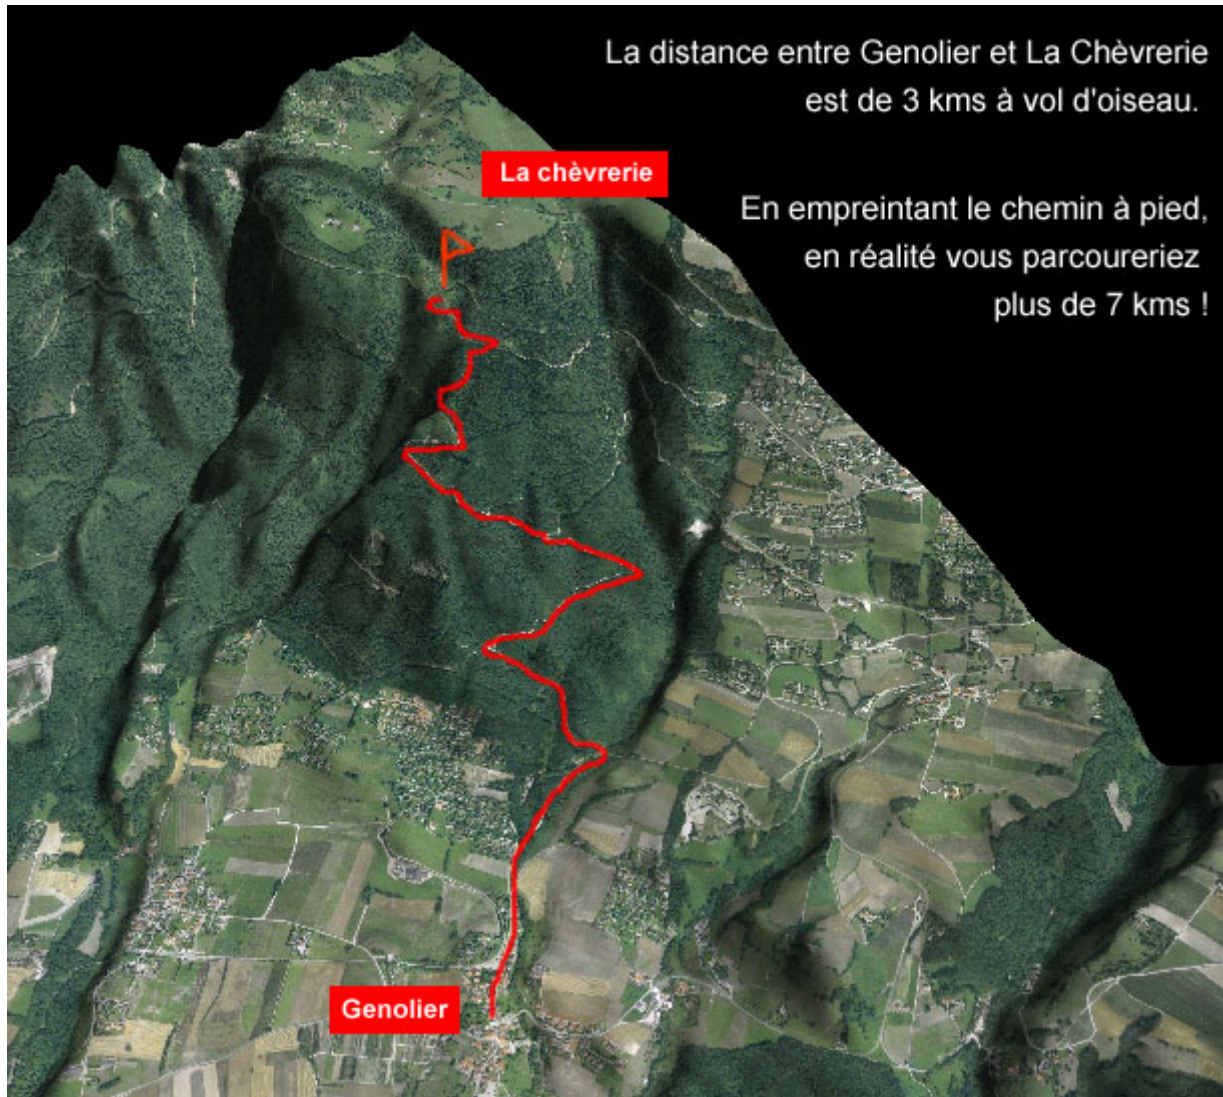 La distance entre Genolier et La Chèvrerie
est de 3 kms à vol d'oiseau.
La chèvrerie
En empreintant le chemin à pied,
en réalité vous parcoureriez
plus de 7 kms !
Genolier